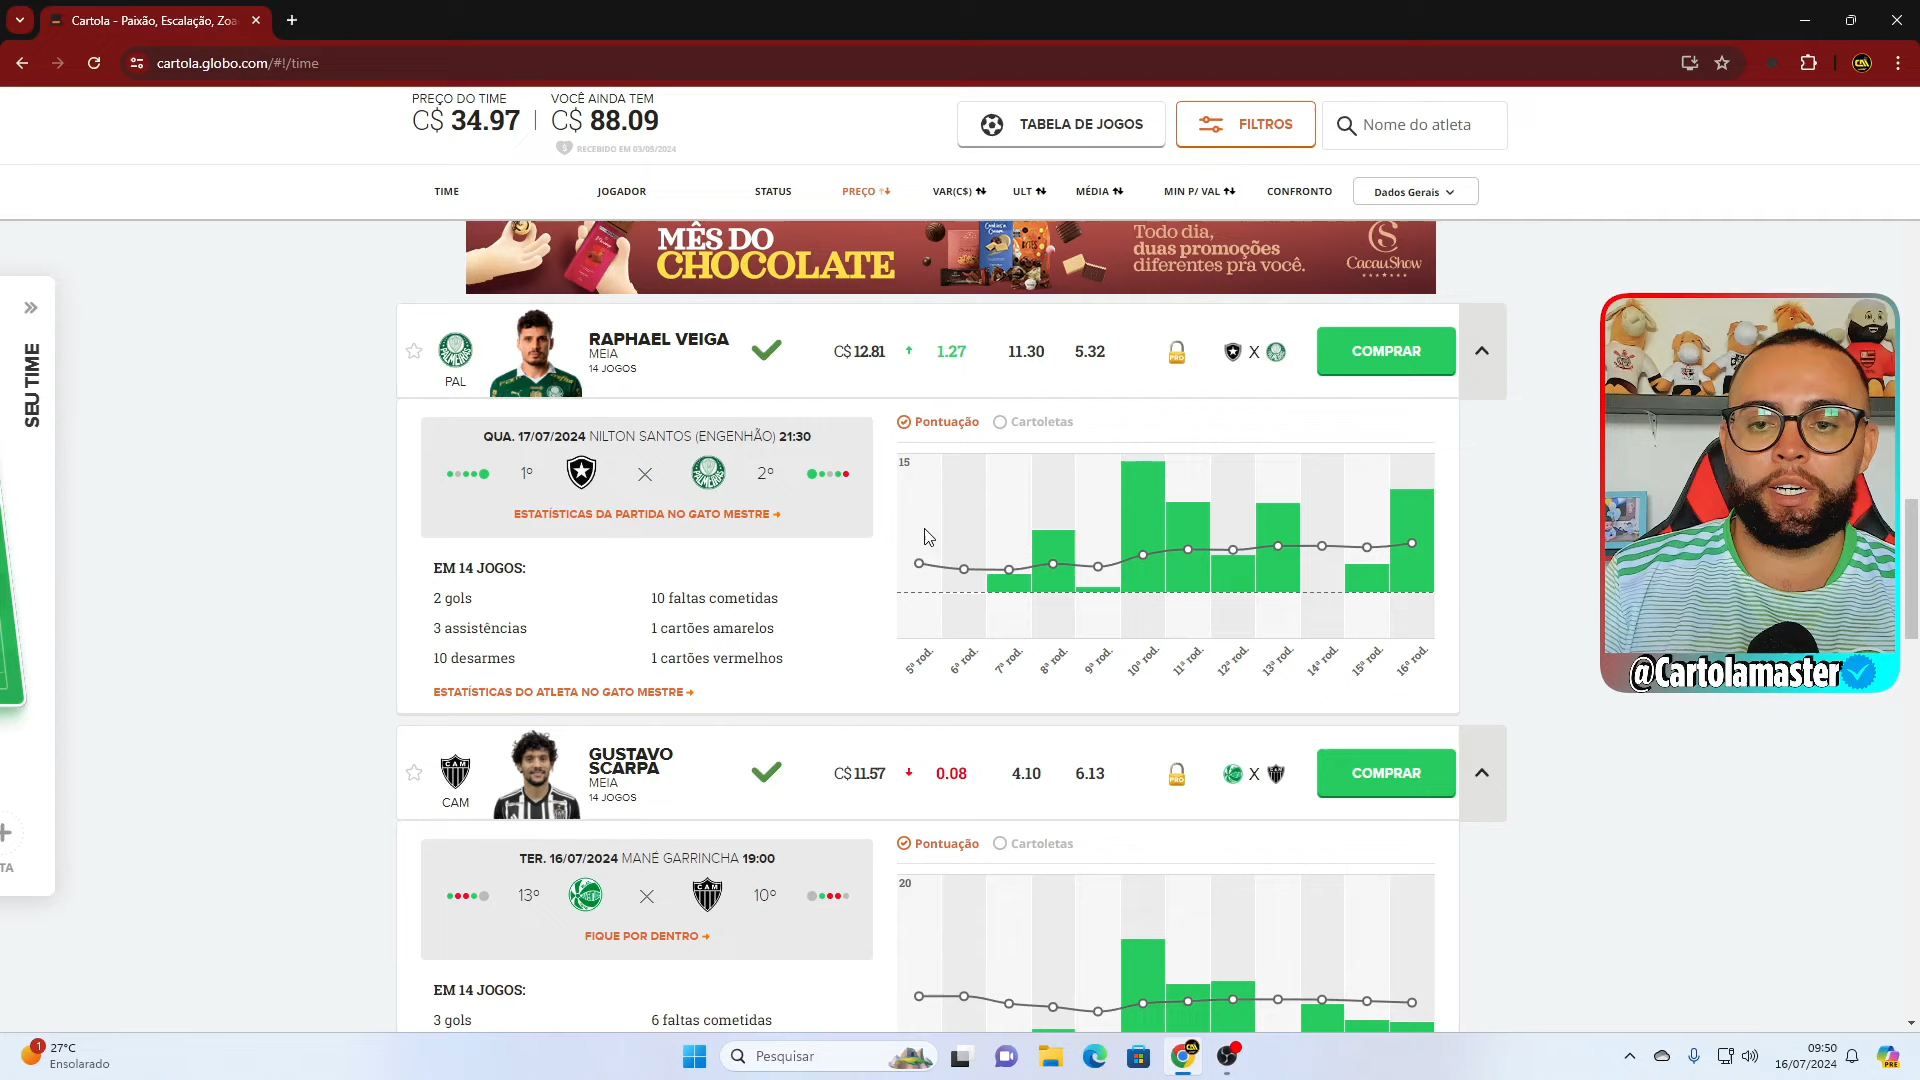 Cartola - Paixão, Escalação, Zoa
cartola.globo.com/#!/time
PREÇO DO TIME
C$ 34.97
VOCÊ AINDA TEM
C$ 88.09
RECEBIDO EM 03/05/2024
TABELA DE JOGOS
FILTROS
Nome do atleta
TIME JOGADOR STATUS PREÇO VAR(C$) ULT MÉDIA MIN P/ VAL CONFRONTO Dados Gerais
MÊS DO
CHOCOLATE
Todo dia,
duas promoções
diferentes pra você.
CacauShow
SEU TIME
TA
PAL
RAPHAEL VEIGA
MEIA
14 JOGOS
C$ 12.81 1.27 11.30 5.32
PRO
X
COMPRAR
QUA. 17/07/2024 NILTON SANTOS (ENGENHÃO) 21:30
1º 2º
ESTATÍSTICAS DA PARTIDA NO GATO MESTRE
EM 14 JOGOS:
2 gols 10 faltas cometidas
3 assistências 1 cartões amarelos
10 desarmes 1 cartões vermelhos
ESTATÍSTICAS DO ATLETA NO GATO MESTRE
Pontuação Cartoletas
15
5ª rod. 6ª rod. 7ª rod. 8ª rod. 9ª rod. 10ª rod. 11ª rod. 12ª rod. 13ª rod. 14ª rod. 15ª rod. 16ª rod.
@Cartolamaster
CAM
GUSTAVO
SCARPA
MEIA
14 JOGOS
C$ 11.57 0.08 4.10 6.13
PRO
X
COMPRAR
TER. 16/07/2024 MANÉ GARRINCHA 19:00
13º 10º
FIQUE POR DENTRO
EM 14 JOGOS:
3 gols 6 faltas cometidas
Pontuação Cartoletas
20
1
27°C
Ensolarado
Pesquisar
09:50
16/07/2024
PRE